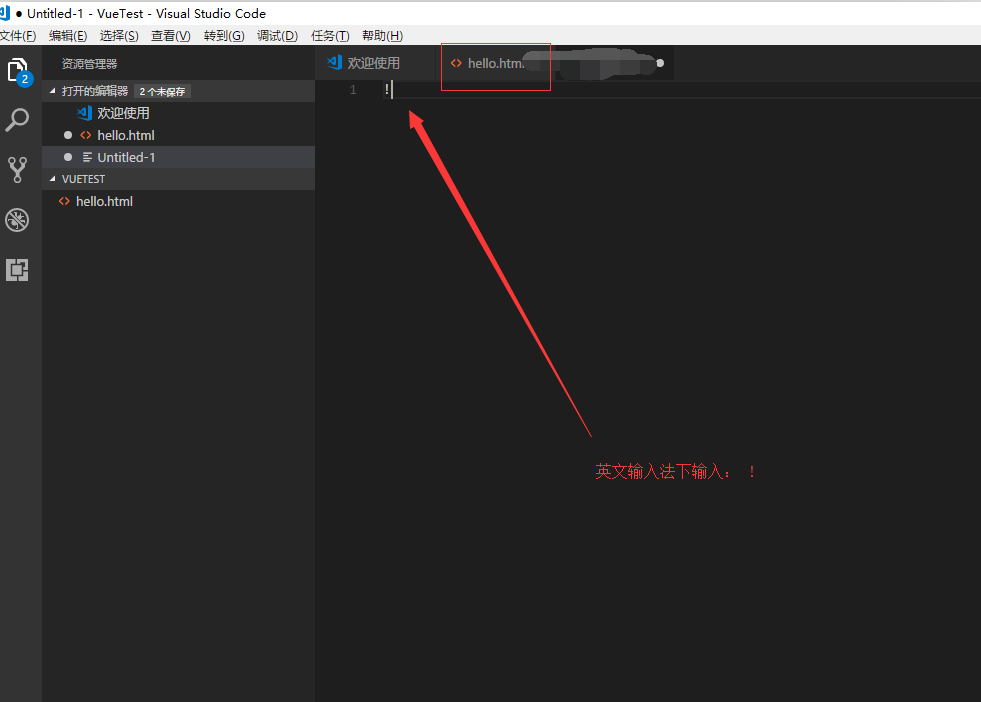 ● Untitled-1 - VueTest - Visual Studio Code
文件(F) 编辑(E) 选择(S) 查看(V) 转到(G) 调试(D) 任务(T) 帮助(H)
2
资源管理器
打开的编辑器 2 个未保存
欢迎使用
hello.html
Untitled-1
VUETEST
hello.html
欢迎使用 hello.html
1 !
英文输入法下输入： ！